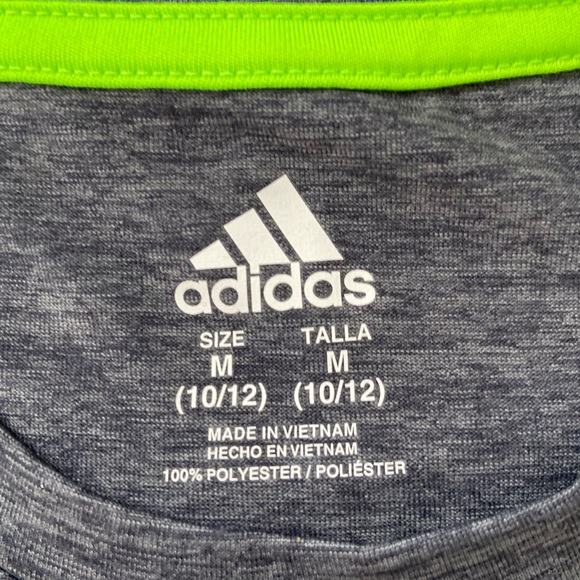 adidas
SIZE TALLA
M M
(10/12) (10/12)
MADE IN VIETNAM
HECHO EN VIETNAM
100% POLYESTER / POLIÉSTER